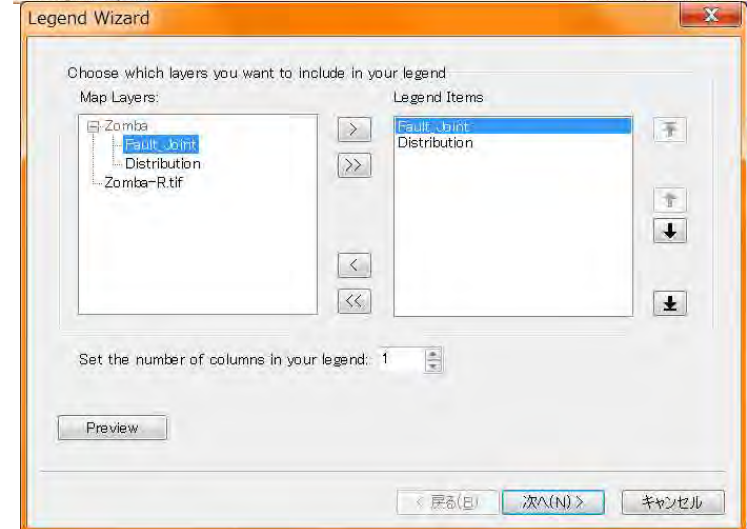 Legend Wizard
Choose which layers you want to include in your legend
Map Layers:
Legend Items
Zomba
Fault_Joint
Distribution
Zomba-R.tif
>
>>
<
<<
Fault_Joint
Distribution
Set the number of columns in your legend: 1
Preview
< 戻る(B)
次へ(N) >
キャンセル